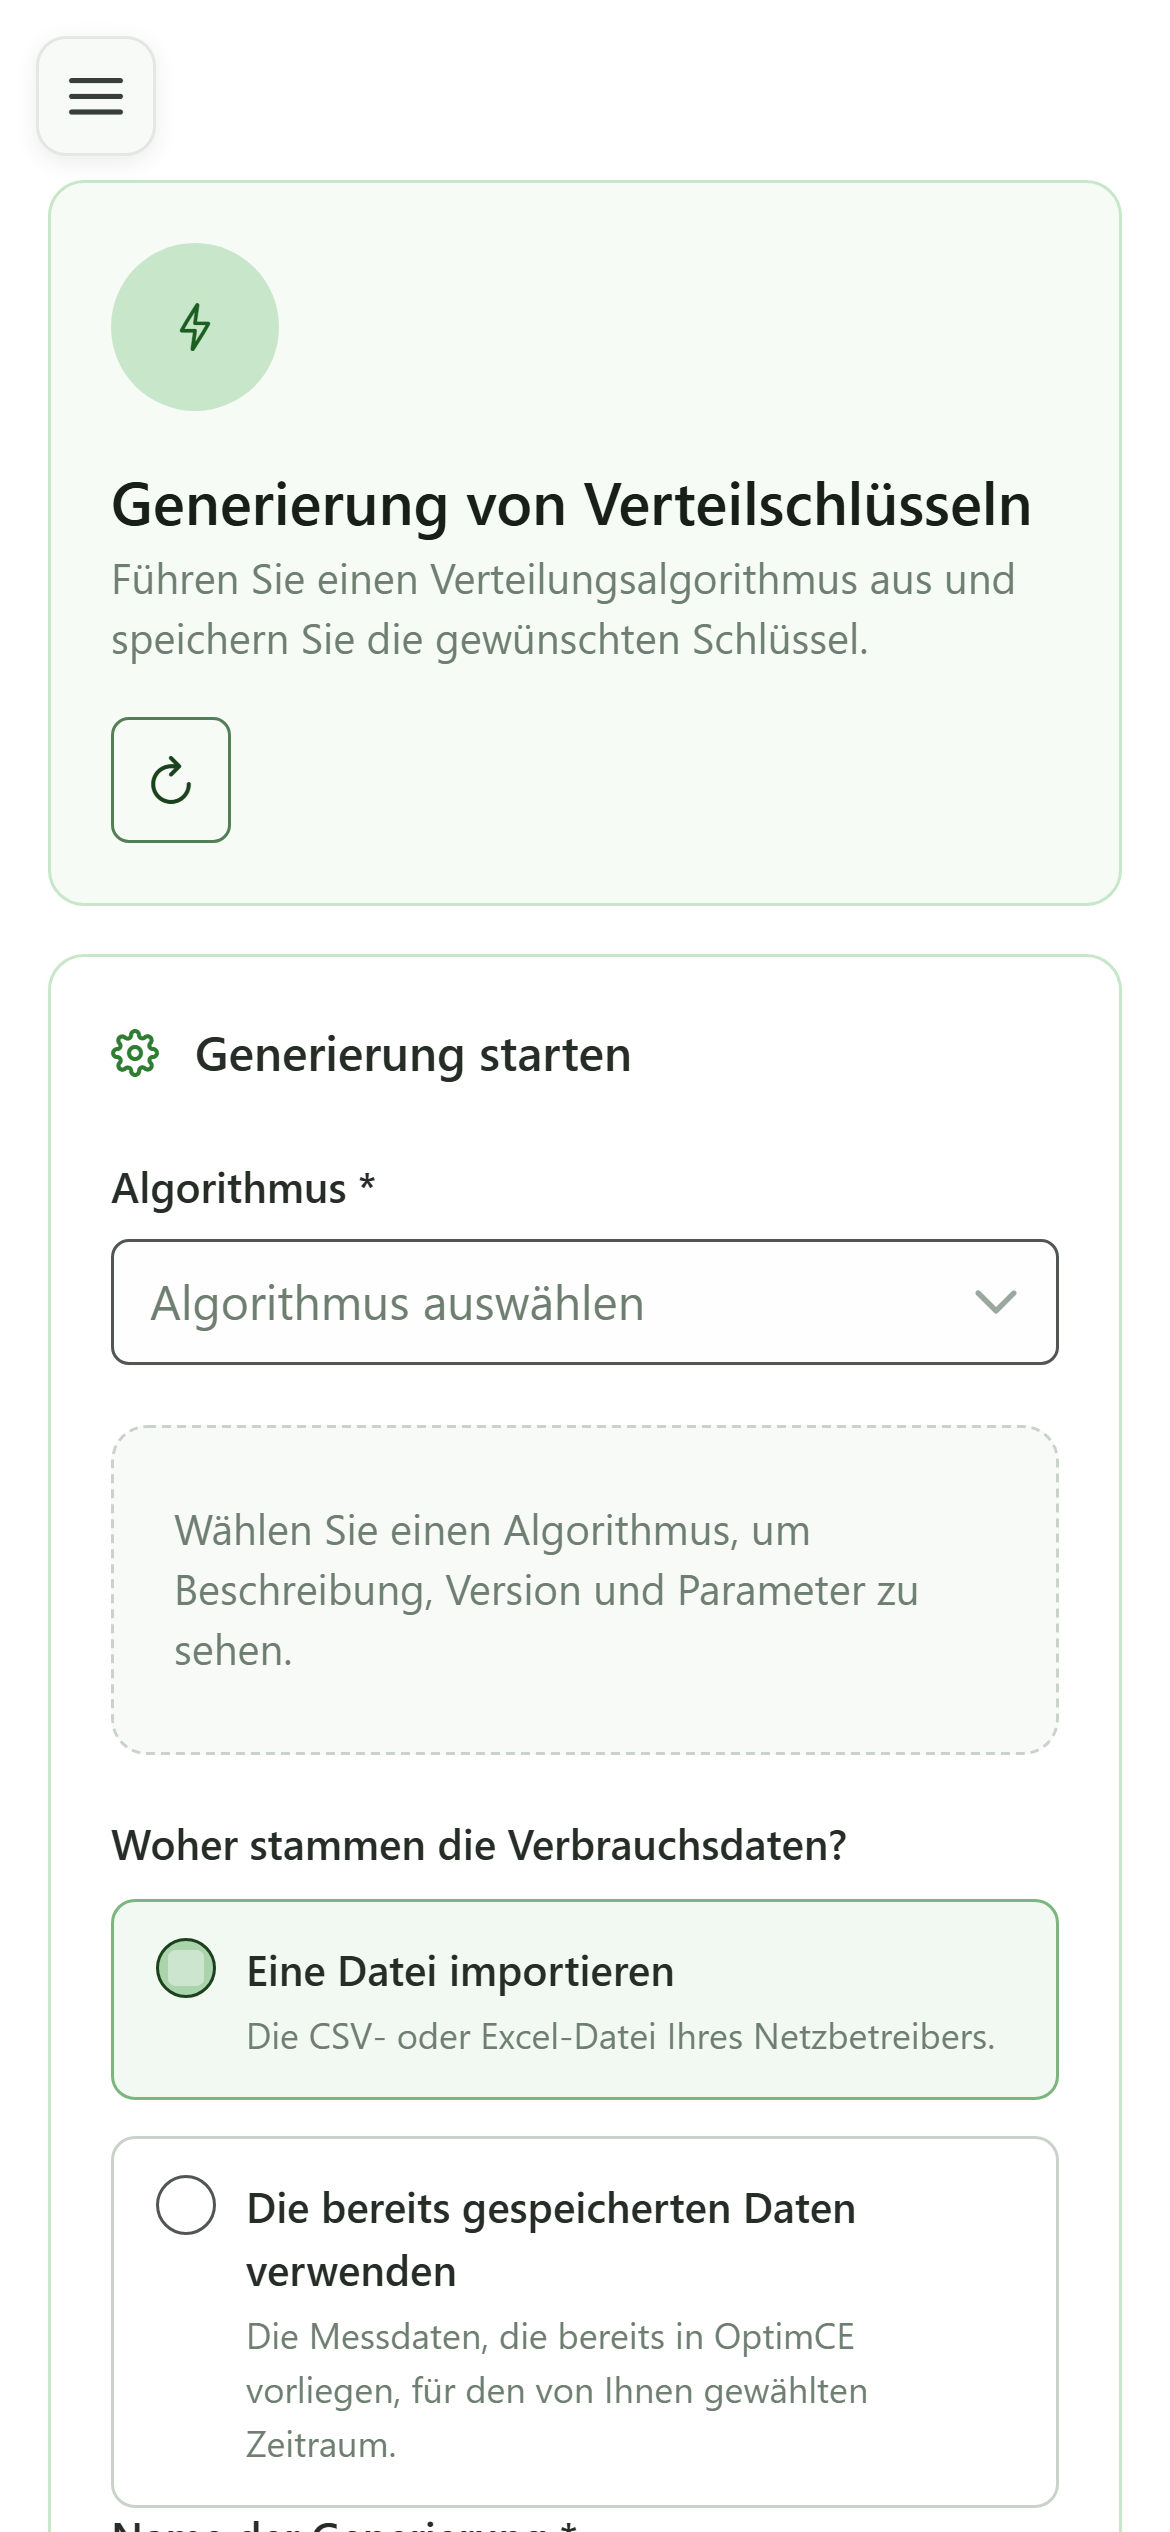 Generierung von Verteilschlüsseln
Führen Sie einen Verteilungsalgorithmus aus und
speichern Sie die gewünschten Schlüssel.
Generierung starten
Algorithmus *
Algorithmus auswählen
Wählen Sie einen Algorithmus, um
Beschreibung, Version und Parameter zu
sehen.
Woher stammen die Verbrauchsdaten?
Eine Datei importieren
Die CSV- oder Excel-Datei Ihres Netzbetreibers.
Die bereits gespeicherten Daten
verwenden
Die Messdaten, die bereits in OptimCE
vorliegen, für den von Ihnen gewählten
Zeitraum.
Name der Generierung *